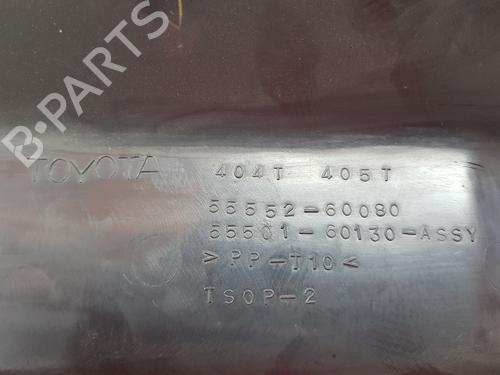 B-PARTS
TOYOTA 404T 405T
55552-60080
55501-60130-ASSY
>PP-T10<
TSOP-2